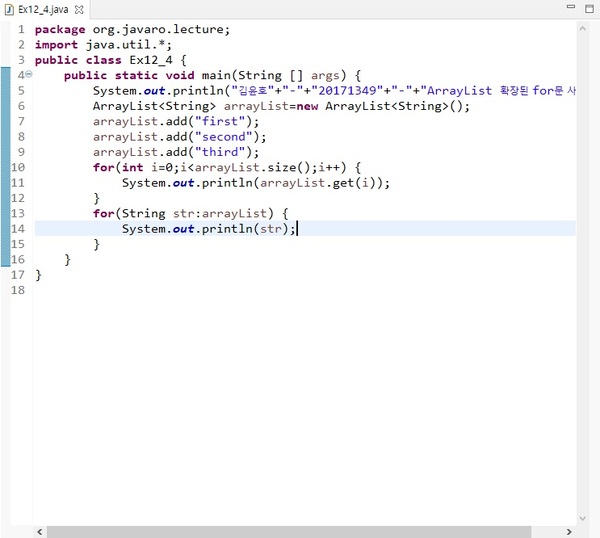 Ex12_4.java
1 package org.javaro.lecture;
2 import java.util.*;
3 public class Ex12_4 {
4 public static void main(String [] args) {
5 System.out.println("김윤호"+"-"+"20171349"+"-"+"ArrayList 확장된 for문 사
6 ArrayList<String> arrayList=new ArrayList<String>();
7 arrayList.add("first");
8 arrayList.add("second");
9 arrayList.add("third");
10 for(int i=0;i<arrayList.size();i++) {
11 System.out.println(arrayList.get(i));
12 }
13 for(String str:arrayList) {
14 System.out.println(str);
15 }
16 }
17 }
18